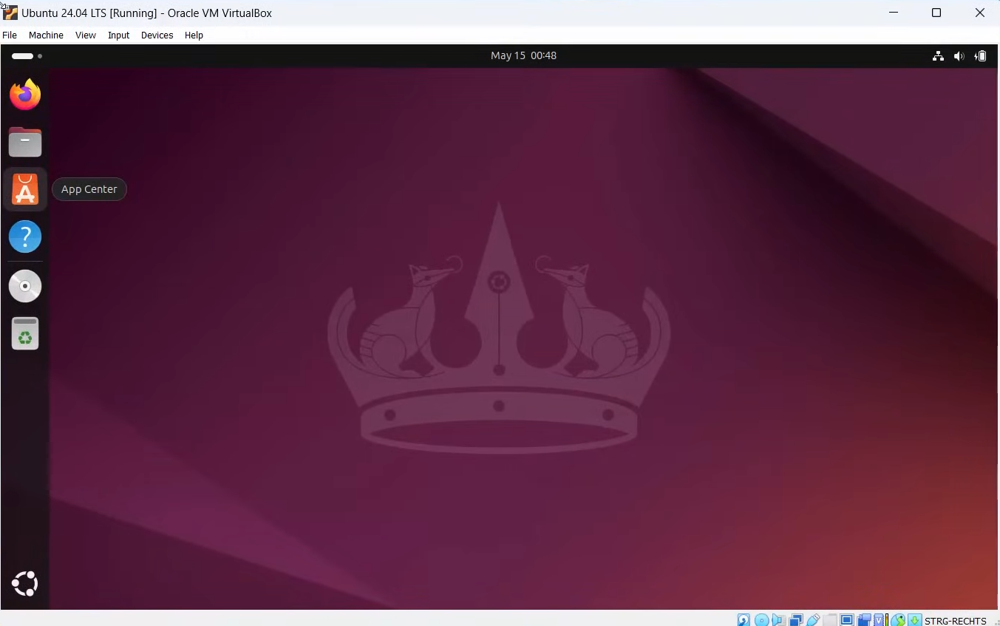 Ubuntu 24.04 LTS [Running] - Oracle VM VirtualBox
File Machine View Input Devices Help
May 15 00:48
App Center
STRG-RECHTS